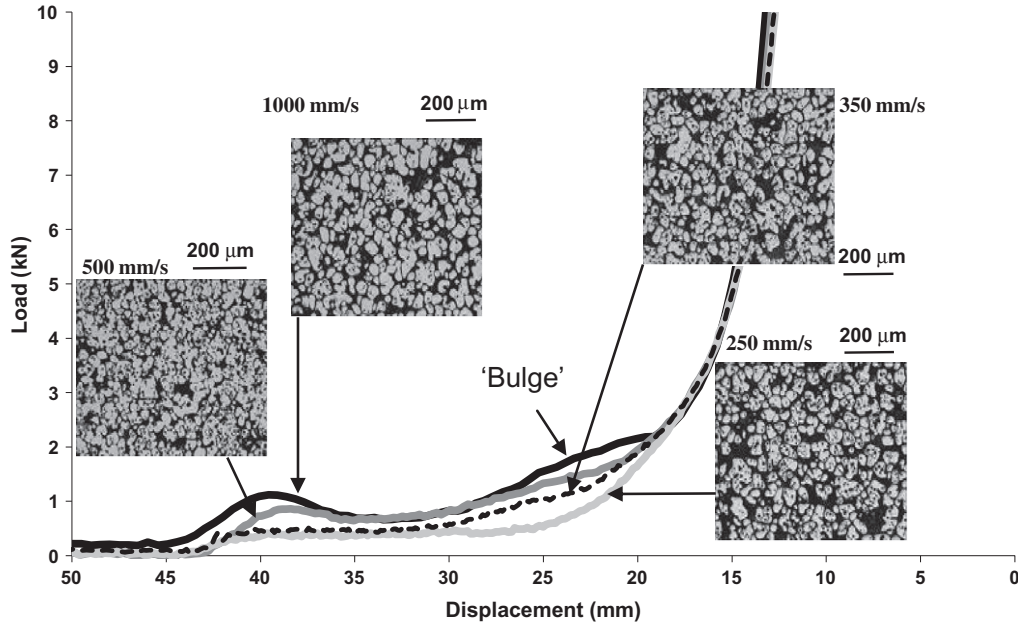 10
9
8
7
6
5
4
3
2
1
0
Load (kN)
1000 mm/s
200 µm
350 mm/s
200 µm
500 mm/s
200 µm
250 mm/s
200 µm
‘Bulge’
50 45 40 35 30 25 20 15 10 5 0
Displacement (mm)